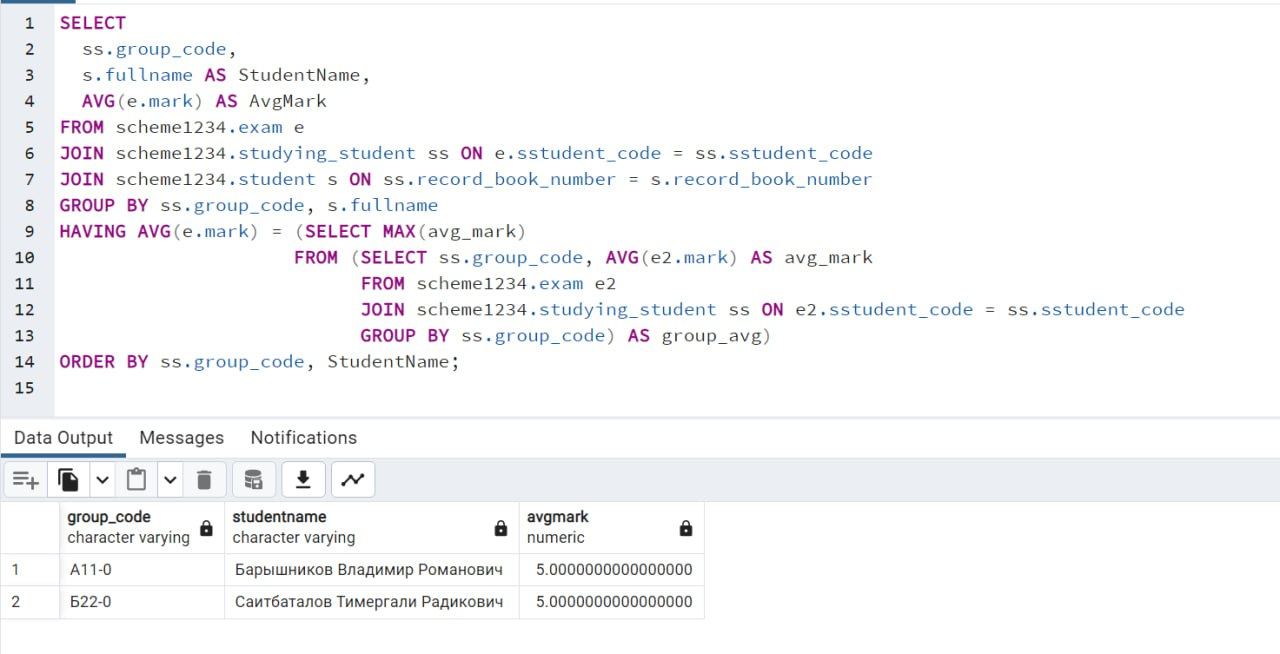 1 SELECT
2 ss.group_code,
3 s.fullname AS StudentName,
4 AVG(e.mark) AS AvgMark
5 FROM scheme1234.exam e
6 JOIN scheme1234.studying_student ss ON e.sstudent_code = ss.sstudent_code
7 JOIN scheme1234.student s ON ss.record_book_number = s.record_book_number
8 GROUP BY ss.group_code, s.fullname
9 HAVING AVG(e.mark) = (SELECT MAX(avg_mark)
10 FROM (SELECT ss.group_code, AVG(e2.mark) AS avg_mark
11 FROM scheme1234.exam e2
12 JOIN scheme1234.studying_student ss ON e2.sstudent_code = ss.sstudent_code
13 GROUP BY ss.group_code) AS group_avg)
14 ORDER BY ss.group_code, StudentName;
15
Data Output Messages Notifications
group_code studentname avgmark
character varying character varying numeric
1 А11-0 Барышников Владимир Романович 5.0000000000000000
2 Б22-0 Саитбаталов Тимергали Радикович 5.0000000000000000